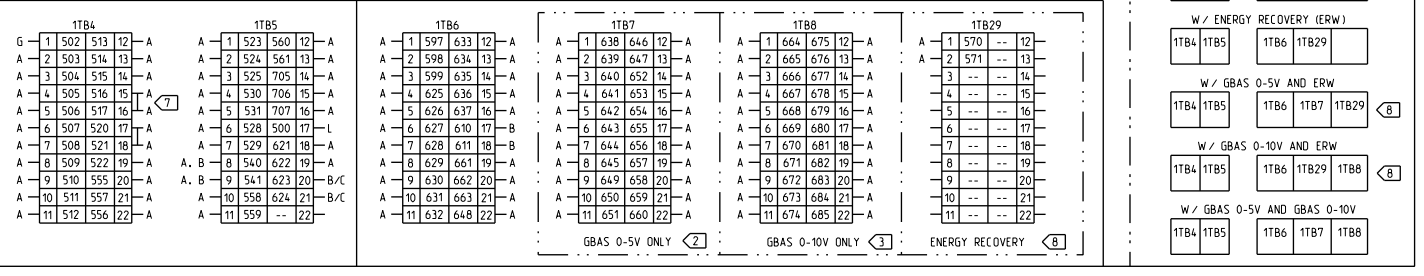 1TB4 1TB5 1TB6 1TB7 1TB8 1TB29
G 1 502 513 12 A A 1 523 560 12 A A 1 597 633 12 A A 1 638 646 12 A A 1 664 675 12 A A 1 570 -- 12
A 2 503 514 13 A A 2 524 561 13 A A 2 598 634 13 A A 2 639 647 13 A A 2 665 676 13 A A 2 571 -- 13
A 3 504 515 14 A A 3 525 705 14 A A 3 599 635 14 A A 3 640 652 14 A A 3 666 677 14 A 3 -- -- 14
A 4 505 516 15 A A 4 530 706 15 A A 4 625 636 15 A A 4 641 653 15 A A 4 667 678 15 A 4 -- -- 15
7
A 5 506 517 16 A A 5 531 707 16 A A 5 626 637 16 A A 5 642 654 16 A A 5 668 679 16 A 5 -- -- 16
A 6 507 520 17 A A 6 528 500 17 L A 6 627 610 17 B A 6 643 655 17 A A 6 669 680 17 A 6 -- -- 17
A 7 508 521 18 A A 7 529 621 18 A A 7 628 611 18 B A 7 644 656 18 A A 7 670 681 18 A 7 -- -- 18
A 8 509 522 19 A A. B 8 540 622 19 A A 8 629 661 19 A A 8 645 657 19 A A 8 671 682 19 A 8 -- -- 19
A 9 510 555 20 A A. B 9 541 623 20 B/C A 9 630 662 20 A A 9 649 658 20 A A 9 672 683 20 A 9 -- -- 20
A 10 511 557 21 A A 10 558 624 21 B/C A 10 631 663 21 A A 10 650 659 21 A A 10 673 684 21 A 10 -- -- 21
A 11 512 556 22 A A 11 559 -- 22 A 11 632 648 22 A A 11 651 660 22 A A 11 674 685 22 A 11 -- -- 22
GBAS 0-5V ONLY 2 GBAS 0-10V ONLY 3 ENERGY RECOVERY 8
W/ ENERGY RECOVERY (ERW)
1TB4 1TB5 1TB6 1TB29
W/ GBAS 0-5V AND ERW
1TB4 1TB5 1TB6 1TB7 1TB29 8
W/ GBAS 0-10V AND ERW
1TB4 1TB5 1TB6 1TB29 1TB8 8
W/ GBAS 0-5V AND GBAS 0-10V
1TB4 1TB5 1TB6 1TB7 1TB8